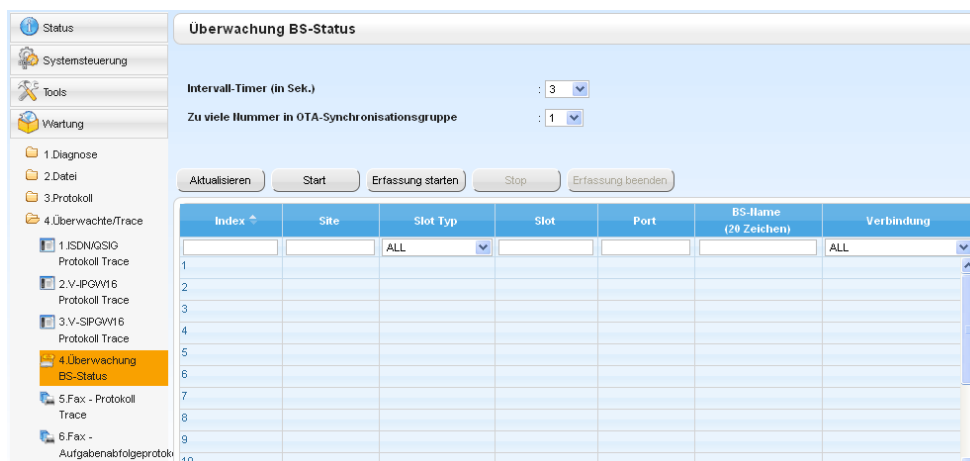 Status
Systemsteuerung
Tools
Wartung
1.Diagnose
2.Datei
3.Protokoll
4.Überwachte/Trace
1.ISDN/QSIG
Protokoll Trace
2.V-IPGW16
Protokoll Trace
3.V-SIPGW16
Protokoll Trace
4.Überwachung
BS-Status
5.Fax - Protokoll
Trace
6.Fax -
Aufgabenabfolgeprotok
Überwachung BS-Status
Intervall-Timer (in Sek.) : 3
Zu viele Nummer in OTA-Synchronisationsgruppe : 1
Aktualisieren Start Erfassung starten Stop Erfassung beenden
Index Site Slot Typ Slot Port BS-Name (20 Zeichen) Verbindung
ALL ALL
1
2
3
4
5
6
7
8
9
10